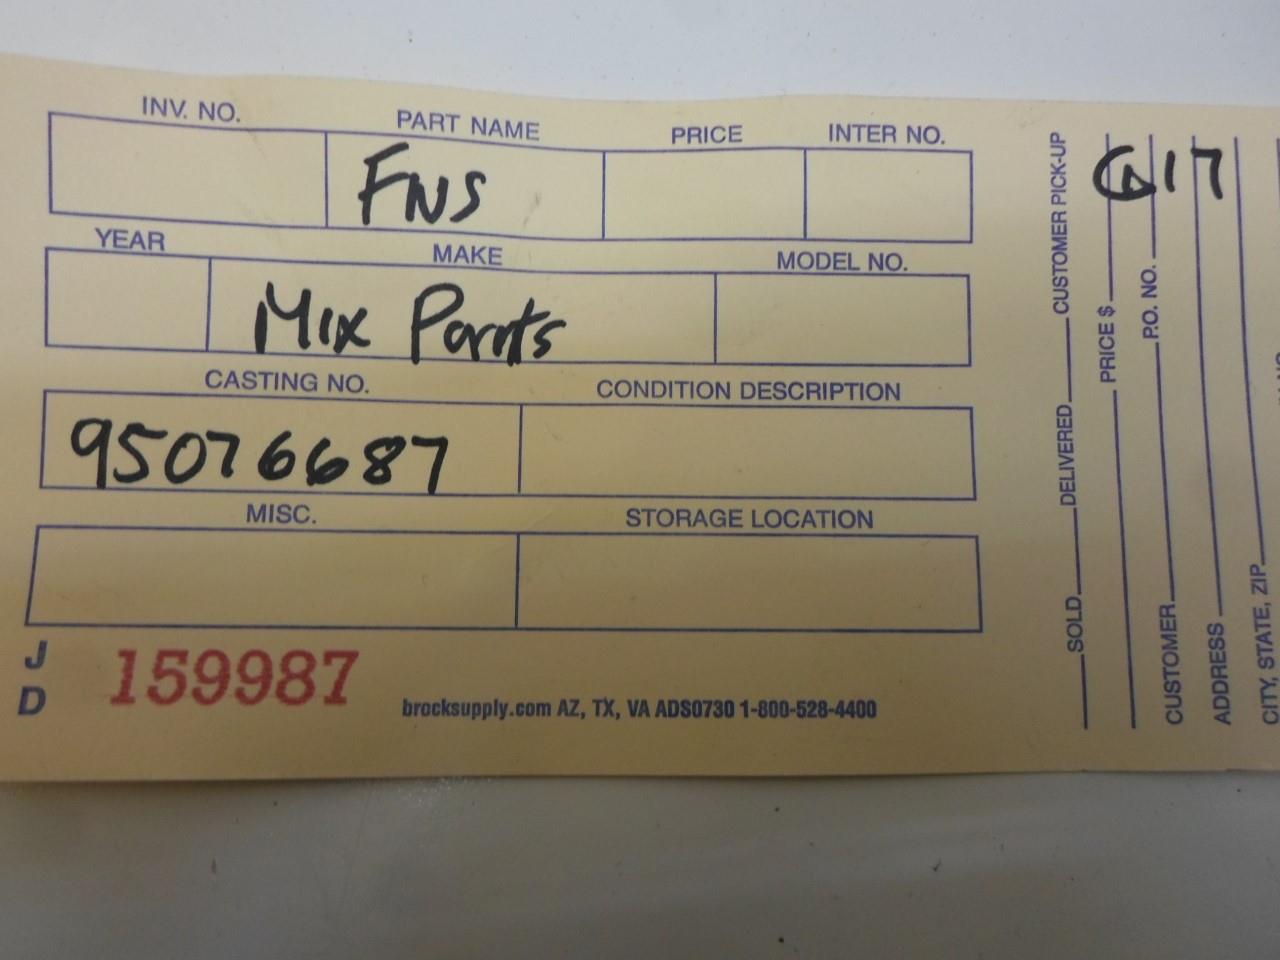 INV. NO. PART NAME PRICE INTER NO.
FNS
YEAR MAKE MODEL NO.
Mix Parts
CASTING NO. CONDITION DESCRIPTION
95076687
MISC. STORAGE LOCATION
J
D
159987
brocksupply.com AZ, TX, VA ADS0730 1-800-528-4400
SOLD DELIVERED CUSTOMER PICK-UP
PRICE $
CUSTOMER P.O. NO.
ADDRESS
CITY, STATE, ZIP
G17